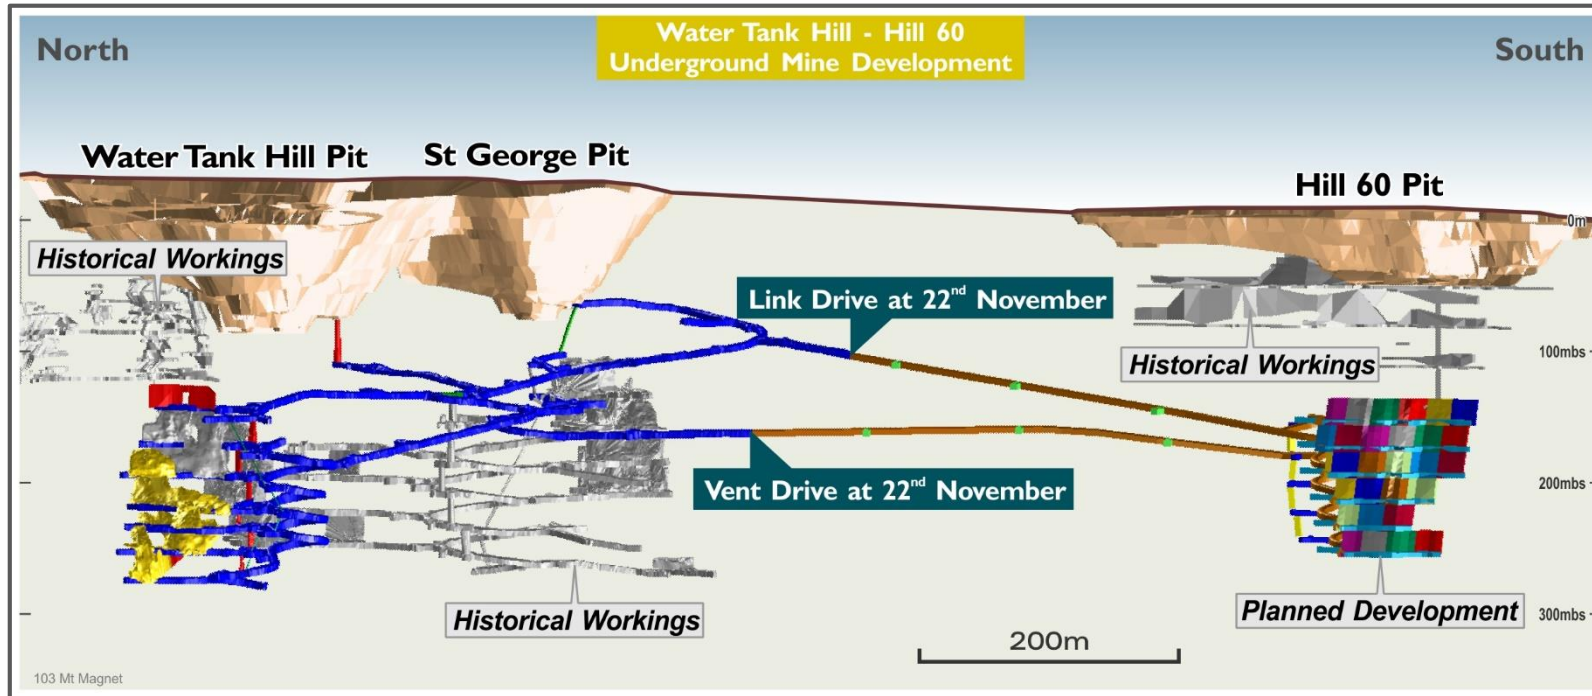 Water Tank Hill - Hill 60
Underground Mine Development
North
South
Water Tank Hill Pit
St George Pit
Hill 60 Pit
0m
Historical Workings
Link Drive at 22nd November
Historical Workings
100mbs
Vent Drive at 22nd November
200mbs
Historical Workings
Planned Development
300mbs
200m
103 Mt Magnet